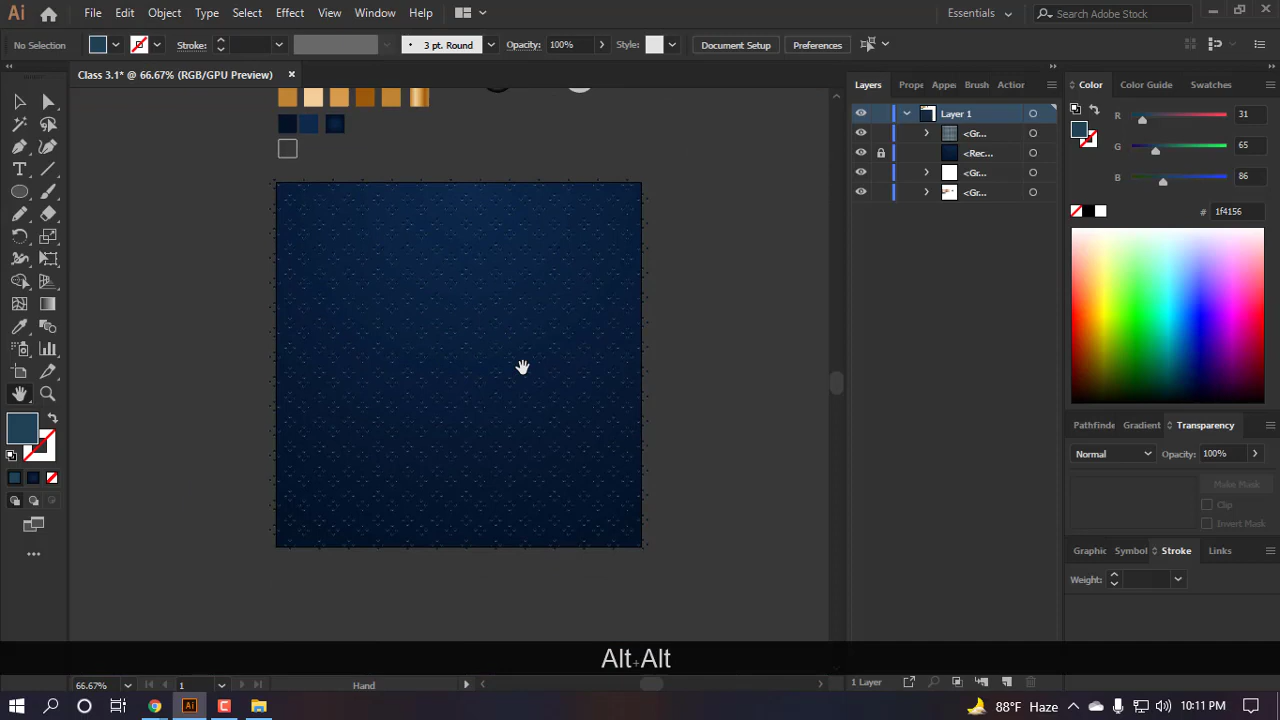 Ai File Edit Object Type Select Effect View Window Help Essentials Search Adobe Stock
No Selection Stroke: 3 pt. Round Opacity: 100% Style: Document Setup Preferences
Class 3.1* @ 66.67% (RGB/GPU Preview)
Layers Prope Appe Brush Action
Color Color Guide Swatches
Layer 1
<Gr...
<Rec...
<Gr...
<Gr...
R 31
G 65
B 86
# 1f4156
Pathfinde Gradient Transparency
Normal Opacity: 100%
Make Mask
Clip
Invert Mask
Graphic Symbol Stroke Links
Weight:
Alt+Alt
66.67% 1 Hand
1 Layer
88°F Haze 10:11 PM